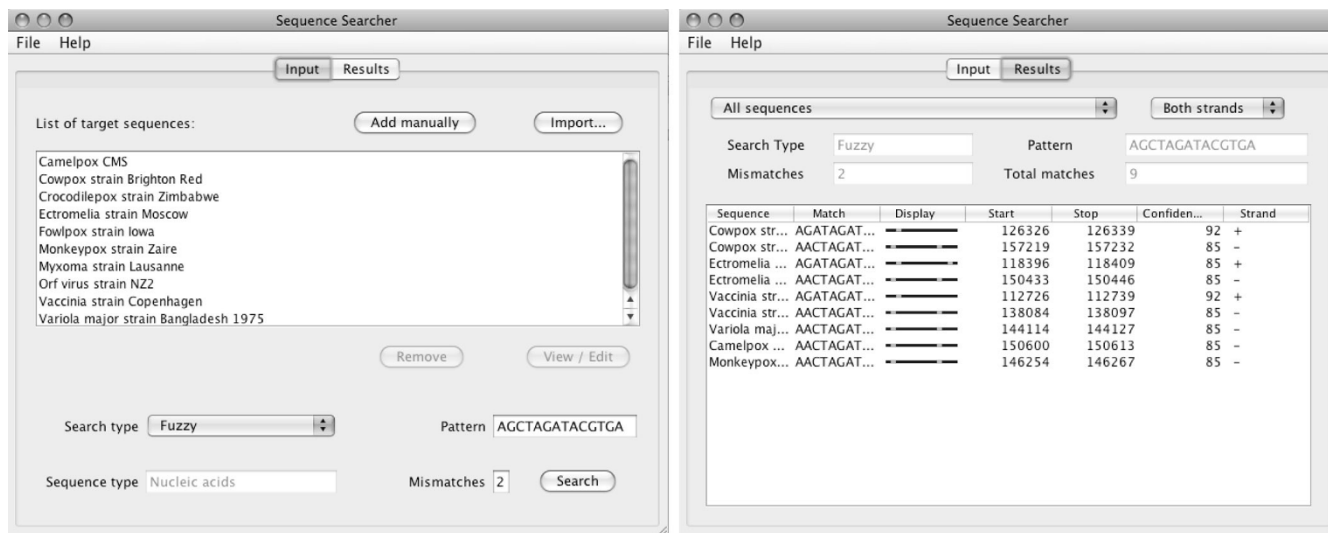 Sequence Searcher
File Help
Input Results
List of target sequences: Add manually Import...
Camelpox CMS
Cowpox strain Brighton Red
Crocodilepox strain Zimbabwe
Ectromelia strain Moscow
Fowlpox strain Iowa
Monkeypox strain Zaire
Myxoma strain Lausanne
Orf virus strain NZ2
Vaccinia strain Copenhagen
Variola major strain Bangladesh 1975
Remove View / Edit
Search type Fuzzy Pattern AGCTAGATACGTGA
Sequence type Nucleic acids Mismatches 2 Search
Sequence Searcher
File Help
Input Results
All sequences Both strands
Search Type Fuzzy Pattern AGCTAGATACGTGA
Mismatches 2 Total matches 9
Sequence Match Display Start Stop Confiden... Strand
Cowpox str... AGATAGAT... 126326 126339 92 +
Cowpox str... AACTAGAT... 157219 157232 85 –
Ectromelia ... AGATAGAT... 118396 118409 85 +
Ectromelia ... AACTAGAT... 150433 150446 85 –
Vaccinia str... AGATAGAT... 112726 112739 92 +
Vaccinia str... AACTAGAT... 138084 138097 85 –
Variola maj... AACTAGAT... 144114 144127 85 –
Camelpox ... AACTAGAT... 150600 150613 85 –
Monkeypox... AACTAGAT... 146254 146267 85 –